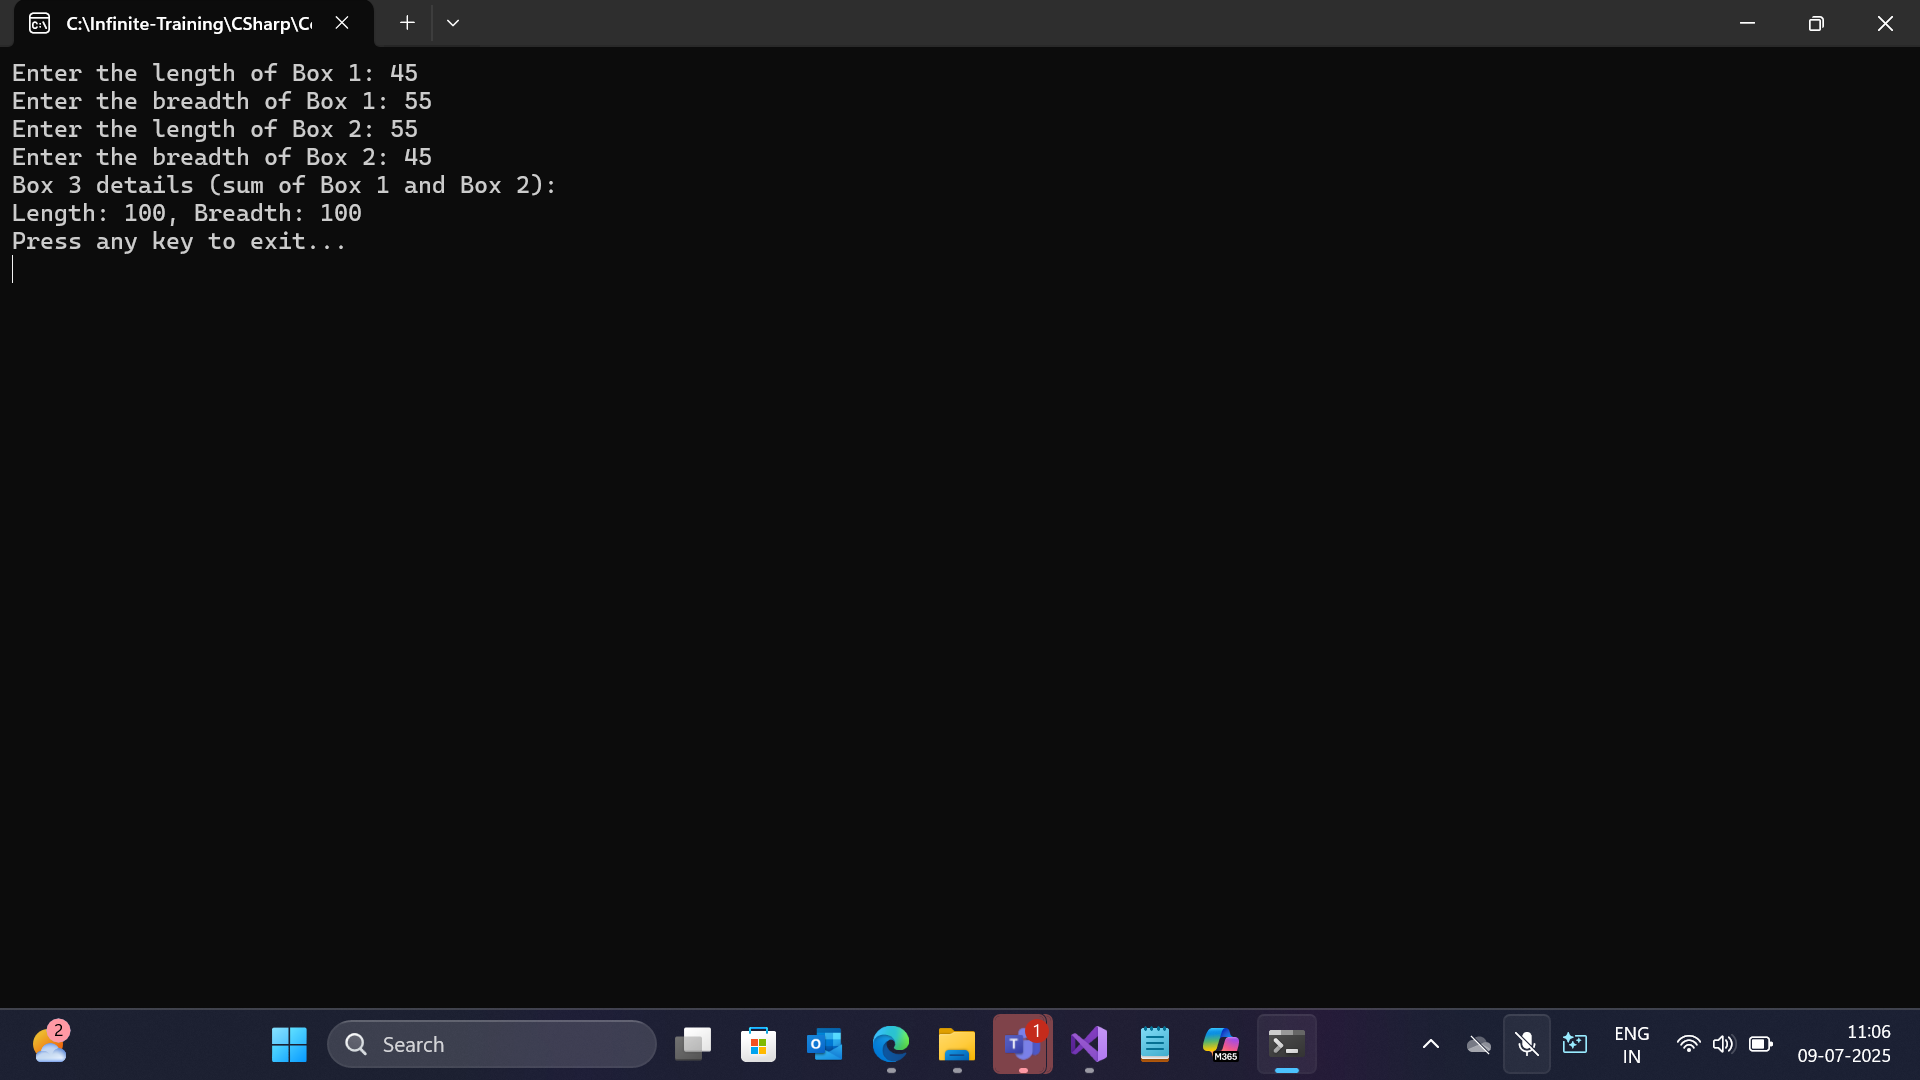 C:\Infinite-Training\CSharp\C
Enter the length of Box 1: 45
Enter the breadth of Box 1: 55
Enter the length of Box 2: 55
Enter the breadth of Box 2: 45
Box 3 details (sum of Box 1 and Box 2):
Length: 100, Breadth: 100
Press any key to exit...
2
Search
1
M365
ENG
IN
11:06
09-07-2025